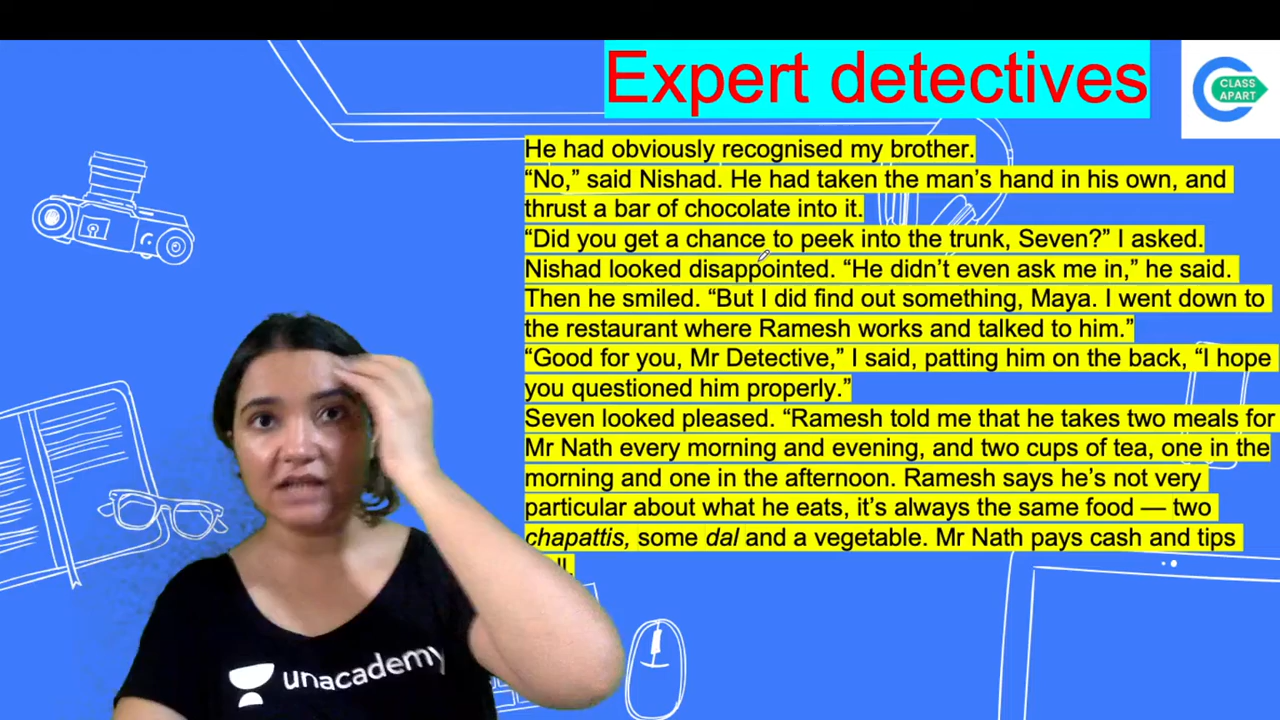 Expert detectives
CLASS
APART
He had obviously recognised my brother.
“No,” said Nishad. He had taken the man’s hand in his own, and
thrust a bar of chocolate into it.
“Did you get a chance to peek into the trunk, Seven?” I asked.
Nishad looked disappointed. “He didn’t even ask me in,” he said.
Then he smiled. “But I did find out something, Maya. I went down to
the restaurant where Ramesh works and talked to him.”
“Good for you, Mr Detective,” I said, patting him on the back, “I hope
you questioned him properly.”
Seven looked pleased. “Ramesh told me that he takes two meals for
Mr Nath every morning and evening, and two cups of tea, one in the
morning and one in the afternoon. Ramesh says he’s not very
particular about what he eats, it’s always the same food — two
chapattis, some dal and a vegetable. Mr Nath pays cash and tips
unacademy